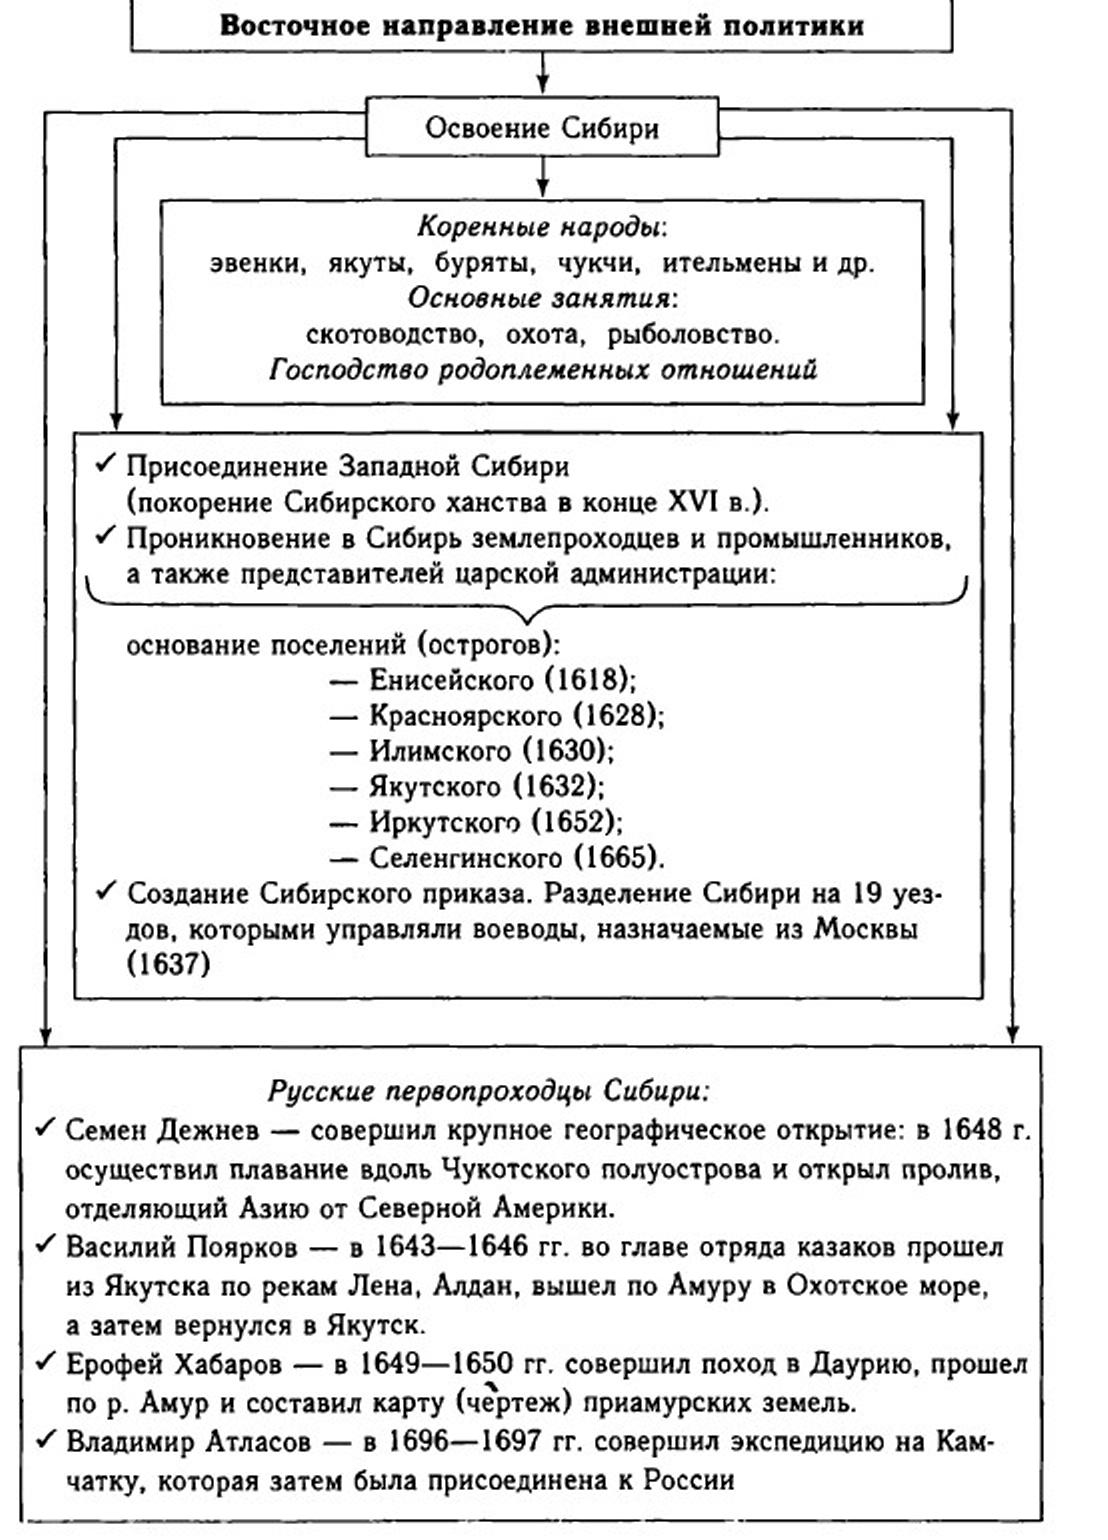 Восточное направление внешней политики
Освоение Сибири
Коренные народы:
эвенки, якуты, буряты, чукчи, ительмены и др.
Основные занятия:
скотоводство, охота, рыболовство.
Господство родоплеменных отношений
✓ Присоединение Западной Сибири
(покорение Сибирского ханства в конце XVI в.).
✓ Проникновение в Сибирь землепроходцев и промышленников,
а также представителей царской администрации:
основание поселений (острогов):
— Енисейского (1618);
— Красноярского (1628);
— Илимского (1630);
— Якутского (1632);
— Иркутского (1652);
— Селенгинского (1665).
✓ Создание Сибирского приказа. Разделение Сибири на 19 уез-
дов, которыми управляли воеводы, назначаемые из Москвы
(1637)
Русские первопроходцы Сибири:
✓ Семен Дежнев — совершил крупное географическое открытие: в 1648 г.
осуществил плавание вдоль Чукотского полуострова и открыл пролив,
отделяющий Азию от Северной Америки.
✓ Василий Поярков — в 1643—1646 гг. во главе отряда казаков прошел
из Якутска по рекам Лена, Алдан, вышел по Амуру в Охотское море,
а затем вернулся в Якутск.
✓ Ерофей Хабаров — в 1649—1650 гг. совершил поход в Даурию, прошел
по р. Амур и составил карту (чертеж) приамурских земель.
✓ Владимир Атласов — в 1696—1697 гг. совершил экспедицию на Кам-
чатку, которая затем была присоединена к России